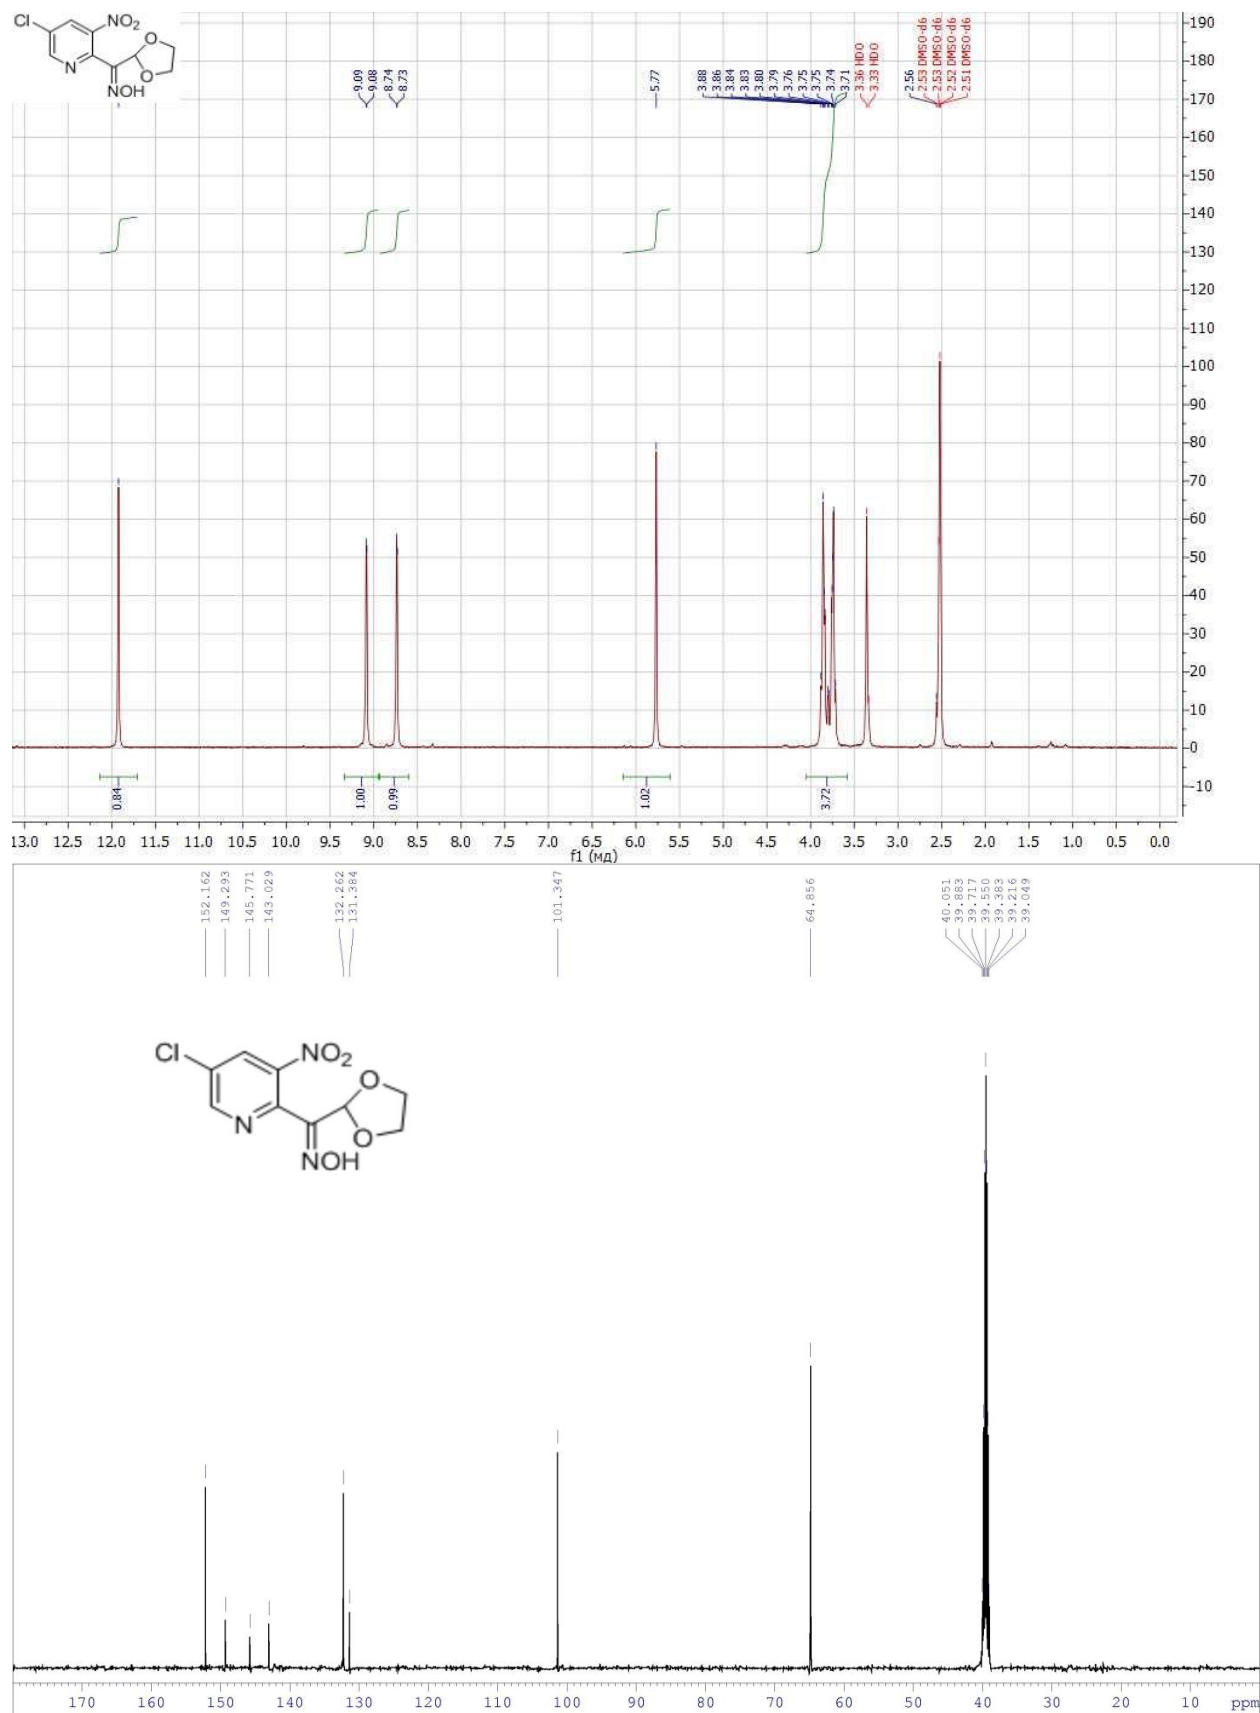 Cl
NO₂
O
O
N
NOH
9.09
9.08
8.74
8.73
5.77
3.88
3.86
3.84
3.83
3.80
3.79
3.76
3.75
3.75
3.74
3.71
3.36 HDO
3.33 HDO
2.56
2.53 DMSO-d6
2.53 DMSO-d6
2.52 DMSO-d6
2.51 DMSO-d6
190
180
170
160
150
140
130
120
110
100
90
80
70
60
50
40
30
20
10
0
-10
0.84
1.00
0.99
1.02
3.72
13.0 12.5 12.0 11.5 11.0 10.5 10.0 9.5 9.0 8.5 8.0 7.5 7.0 6.5 6.0 5.5 5.0 4.5 4.0 3.5 3.0 2.5 2.0 1.5 1.0 0.5 0.0
f1 (мд)
152.162
149.293
145.771
143.029
132.262
131.384
101.347
64.856
40.051
39.883
39.717
39.550
39.383
39.216
39.049
Cl
NO₂
O
O
N
NOH
170 160 150 140 130 120 110 100 90 80 70 60 50 40 30 20 10 ppm